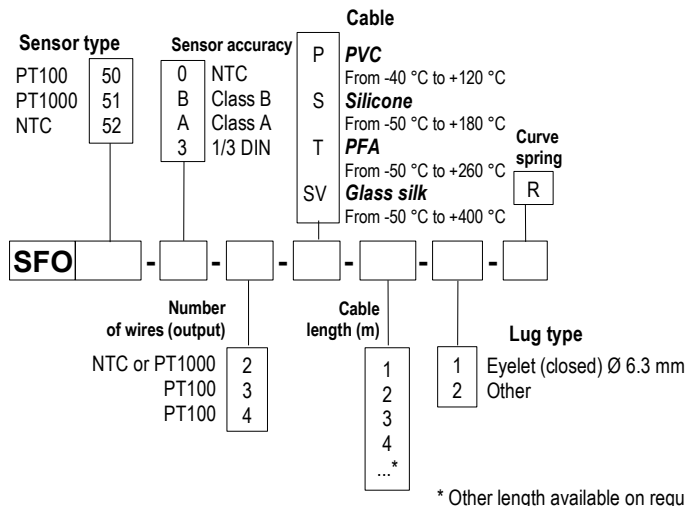 Cable
Sensor type
Sensor accuracy
PT100 50
PT1000 51
NTC 52
0 NTC
B Class B
A Class A
3 1/3 DIN
P PVC
From -40 °C to +120 °C
S Silicone
From -50 °C to +180 °C
T PFA
From -50 °C to +260 °C
SV Glass silk
From -50 °C to +400 °C
Curve
spring
R
SFO - - - - - -
Number
of wires (output)
NTC or PT1000 2
PT100 3
PT100 4
Cable
length (m)
1
2
3
4
...*
Lug type
1 Eyelet (closed) Ø 6.3 mm
2 Other
* Other length available on requ